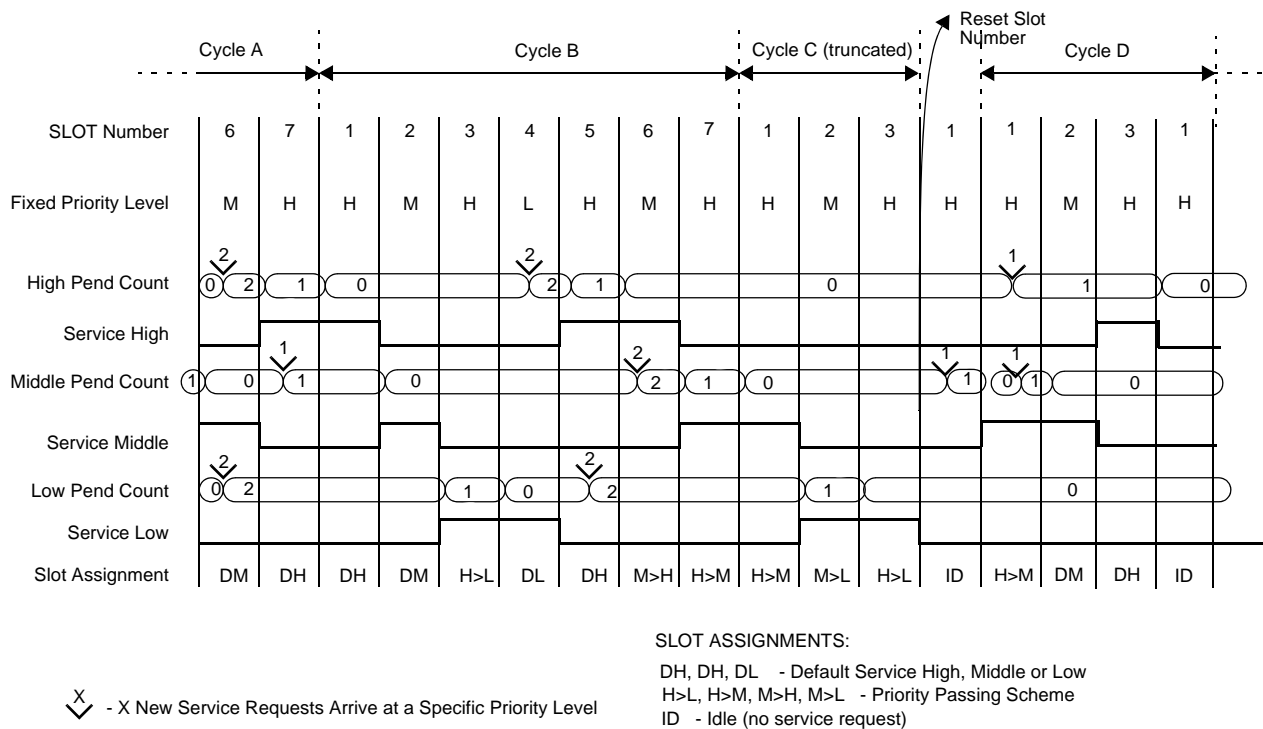 Reset Slot
Number
Cycle A
Cycle B
Cycle C (truncated)
Cycle D
SLOT Number 6 7 1 2 3 4 5 6 7 1 2 3 1 1 2 3 1
Fixed Priority Level M H H M H L H M H H M H H H M H H
2 2 1
High Pend Count 0 2 1 0 2 1 0 1 0
Service High
1 2 1 1
Middle Pend Count 1 0 1 0 2 1 0 1 0 1 0
Service Middle
2 2
Low Pend Count 0 2 1 0 2 1 0
Service Low
Slot Assignment DM DH DH DM H>L DL DH M>H H>M H>M M>L H>L ID H>M DM DH ID
SLOT ASSIGNMENTS:
DH, DH, DL - Default Service High, Middle or Low
H>L, H>M, M>H, M>L - Priority Passing Scheme
ID - Idle (no service request)
X
- X New Service Requests Arrive at a Specific Priority Level